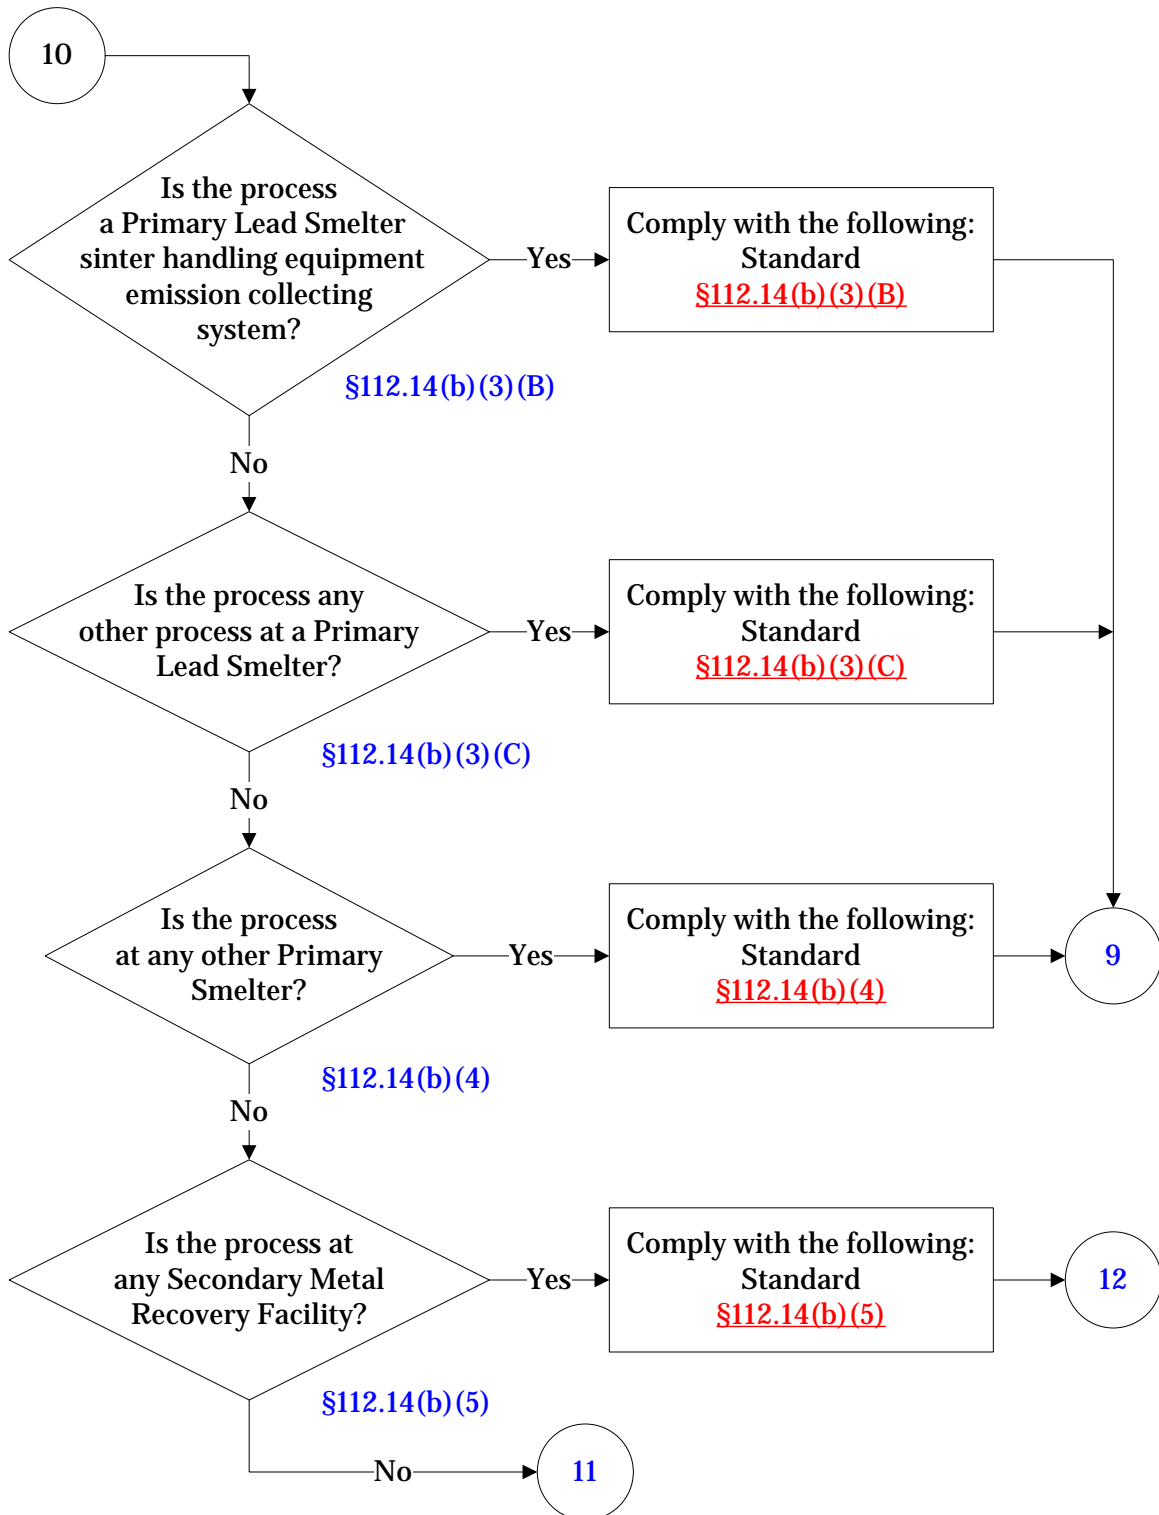 10
Is the process
a Primary Lead Smelter
sinter handling equipment
emission collecting
system?
Yes
Comply with the following:
Standard
§112.14(b)(3)(B)
§112.14(b)(3)(B)
No
Is the process any
other process at a Primary
Lead Smelter?
Yes
Comply with the following:
Standard
§112.14(b)(3)(C)
§112.14(b)(3)(C)
No
Is the process
at any other Primary
Smelter?
Yes
Comply with the following:
Standard
§112.14(b)(4)
9
§112.14(b)(4)
No
Is the process at
any Secondary Metal
Recovery Facility?
Yes
Comply with the following:
Standard
§112.14(b)(5)
12
§112.14(b)(5)
No
11